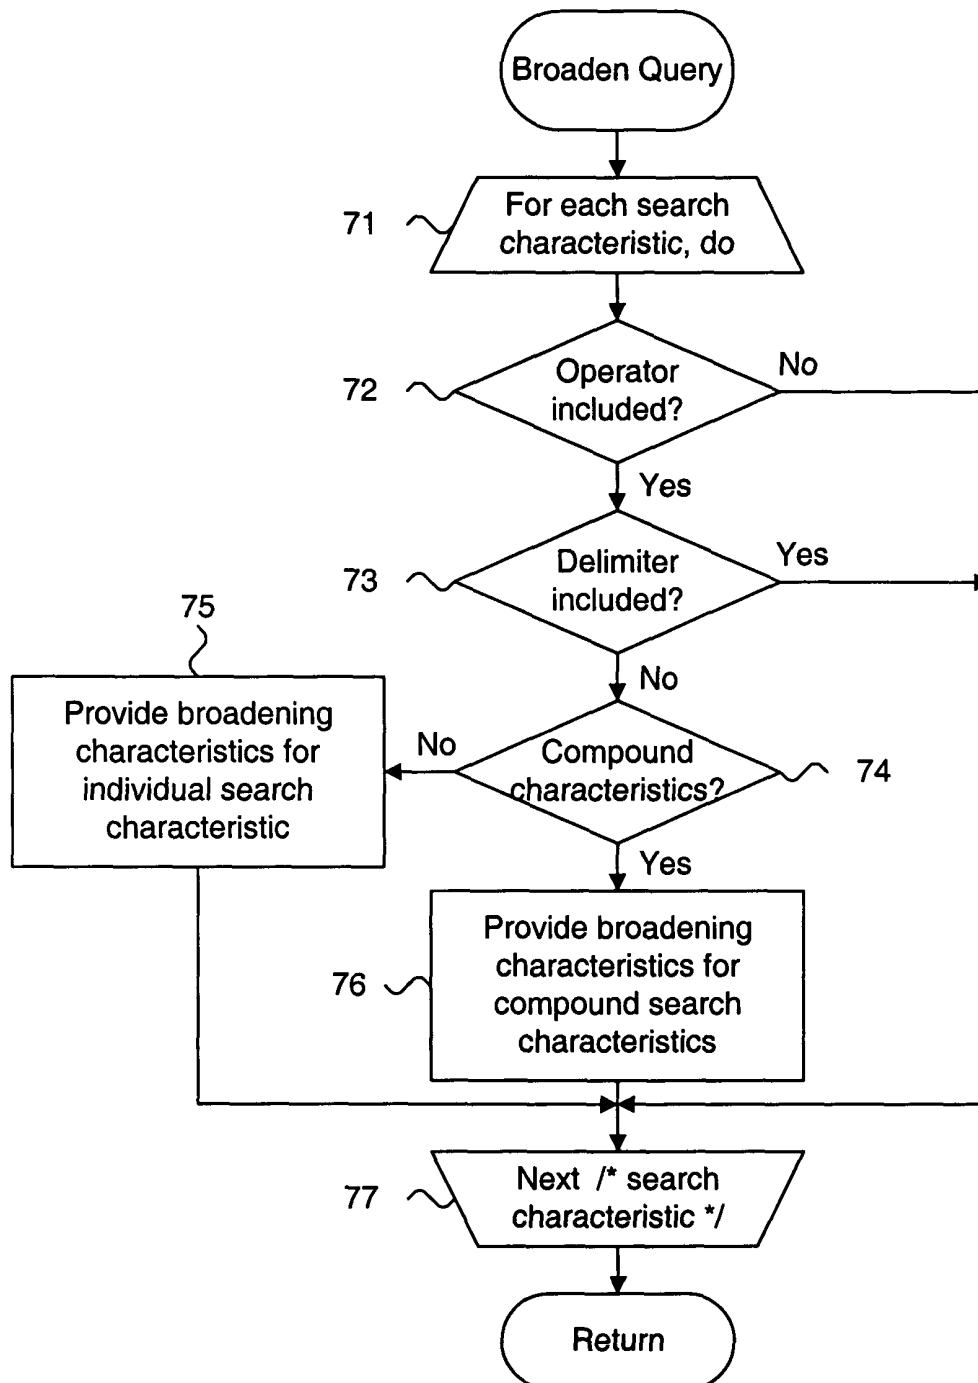 Broaden Query
71
For each search
characteristic, do
72
Operator
included?
No
Yes
73
Delimiter
included?
Yes
No
75
Provide broadening
characteristics for
individual search
characteristic
No
Compound
characteristics?
74
Yes
76
Provide broadening
characteristics for
compound search
characteristics
77
Next /* search
characteristic */
Return